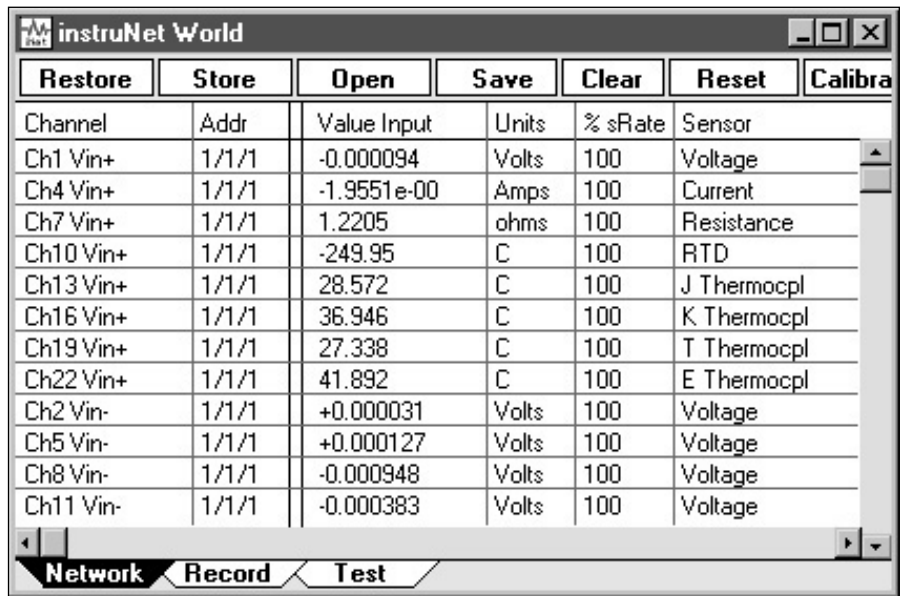 iNet instruNet World
Restore Store Open Save Clear Reset Calibra
Channel Addr Value Input Units % sRate Sensor
Ch1 Vin+ 1/1/1 -0.000094 Volts 100 Voltage
Ch4 Vin+ 1/1/1 -1.9551e-00 Amps 100 Current
Ch7 Vin+ 1/1/1 1.2205 ohms 100 Resistance
Ch10 Vin+ 1/1/1 -249.95 C 100 RTD
Ch13 Vin+ 1/1/1 28.572 C 100 J Thermocpl
Ch16 Vin+ 1/1/1 36.946 C 100 K Thermocpl
Ch19 Vin+ 1/1/1 27.338 C 100 T Thermocpl
Ch22 Vin+ 1/1/1 41.892 C 100 E Thermocpl
Ch2 Vin- 1/1/1 +0.000031 Volts 100 Voltage
Ch5 Vin- 1/1/1 +0.000127 Volts 100 Voltage
Ch8 Vin- 1/1/1 -0.000948 Volts 100 Voltage
Ch11 Vin- 1/1/1 -0.000383 Volts 100 Voltage
Network Record Test